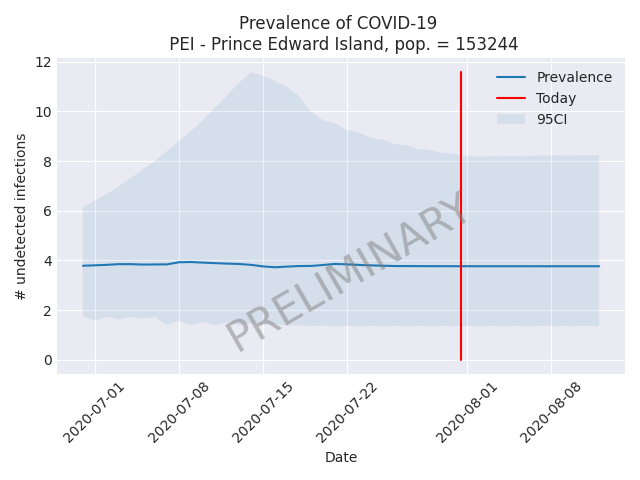 Prevalence of COVID-19
PEI - Prince Edward Island, pop. = 153244
12
10
8
6
4
2
0
# undetected infections
Prevalence
Today
95CI
PRELIMINARY
2020-07-01
2020-07-08
2020-07-15
2020-07-22
2020-08-01
2020-08-08
Date